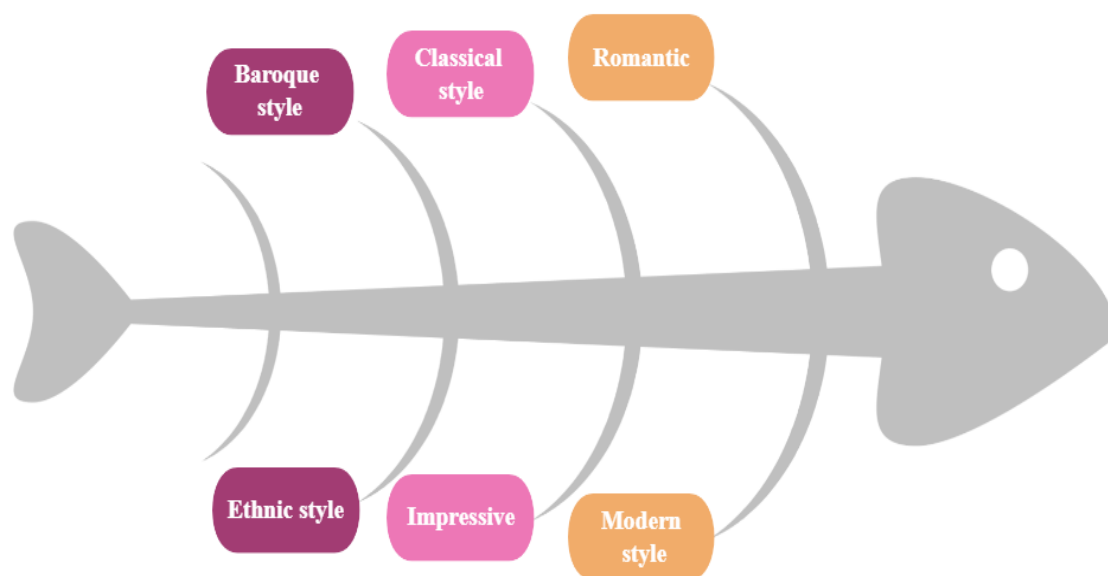 Baroque
style
Classical
style
Romantic
Ethnic style
Impressive
Modern
style